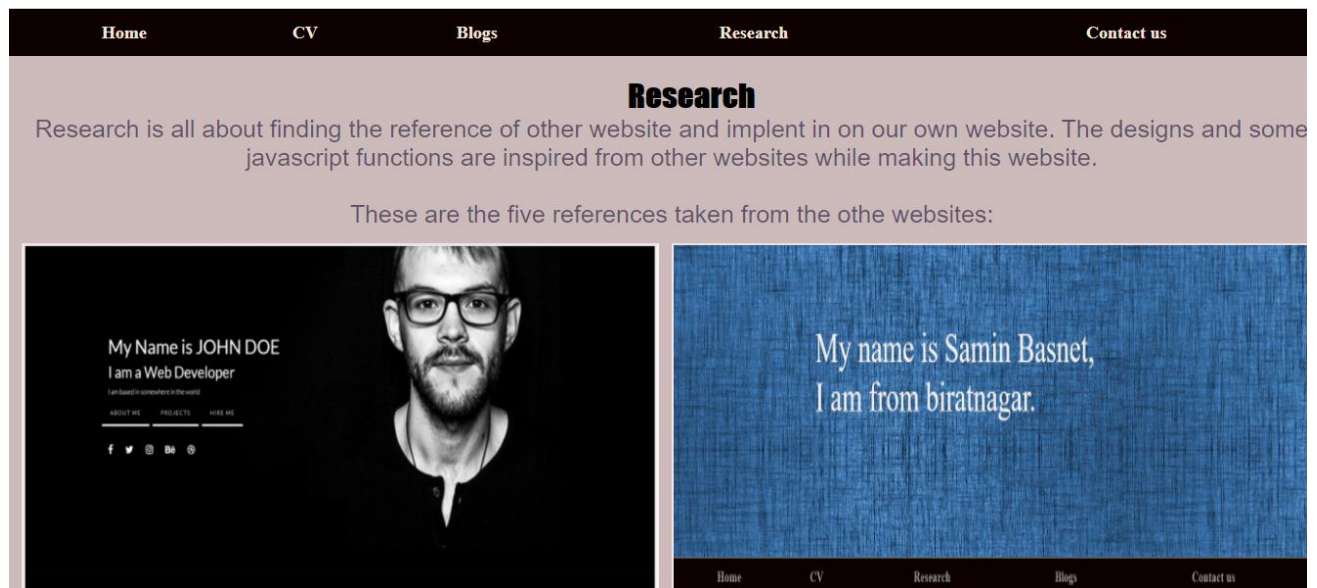 Home CV Blogs Research Contact us
Research
Research is all about finding the reference of other website and implent in on our own website. The designs and some
javascript functions are inspired from other websites while making this website.
These are the five references taken from the othe websites:
My Name is JOHN DOE
I am a Web Developer
I am based in somewhere in the world
ABOUT ME PROJECTS HIRE ME
Bē
My name is Samin Basnet,
I am from biratnagar.
Home CV Research Blogs Contact us